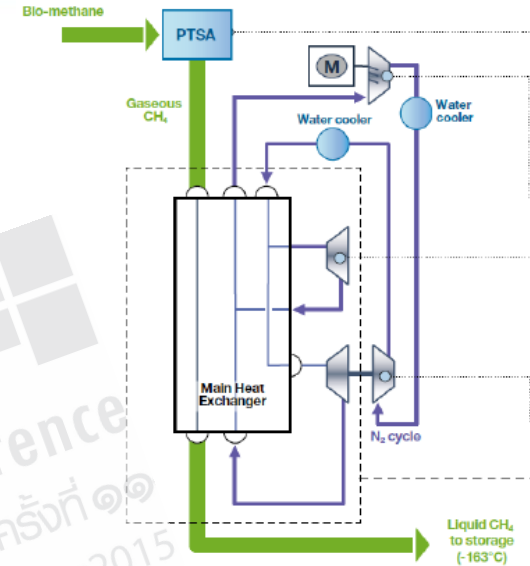 Bio-methane
PTSA
M
Gaseous
CH₄
Water cooler
Water
cooler
Main Heat
Exchanger
N₂ cycle
erence
ครั้งที่ ๑๑
2015
Liquid CH₄
to storage
(-163°C)